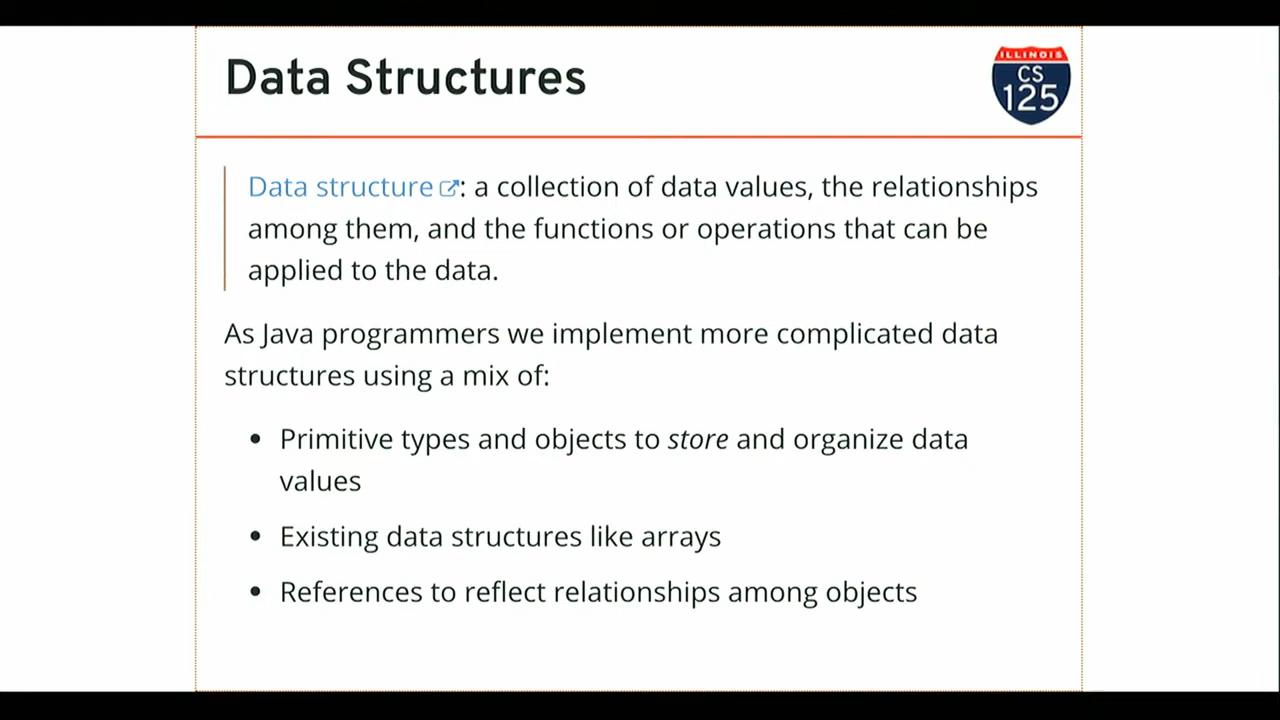 Data Structures
ILLINOIS
CS
125
Data structure: a collection of data values, the relationships
among them, and the functions or operations that can be
applied to the data.
As Java programmers we implement more complicated data
structures using a mix of:
• Primitive types and objects to store and organize data
values
• Existing data structures like arrays
• References to reflect relationships among objects